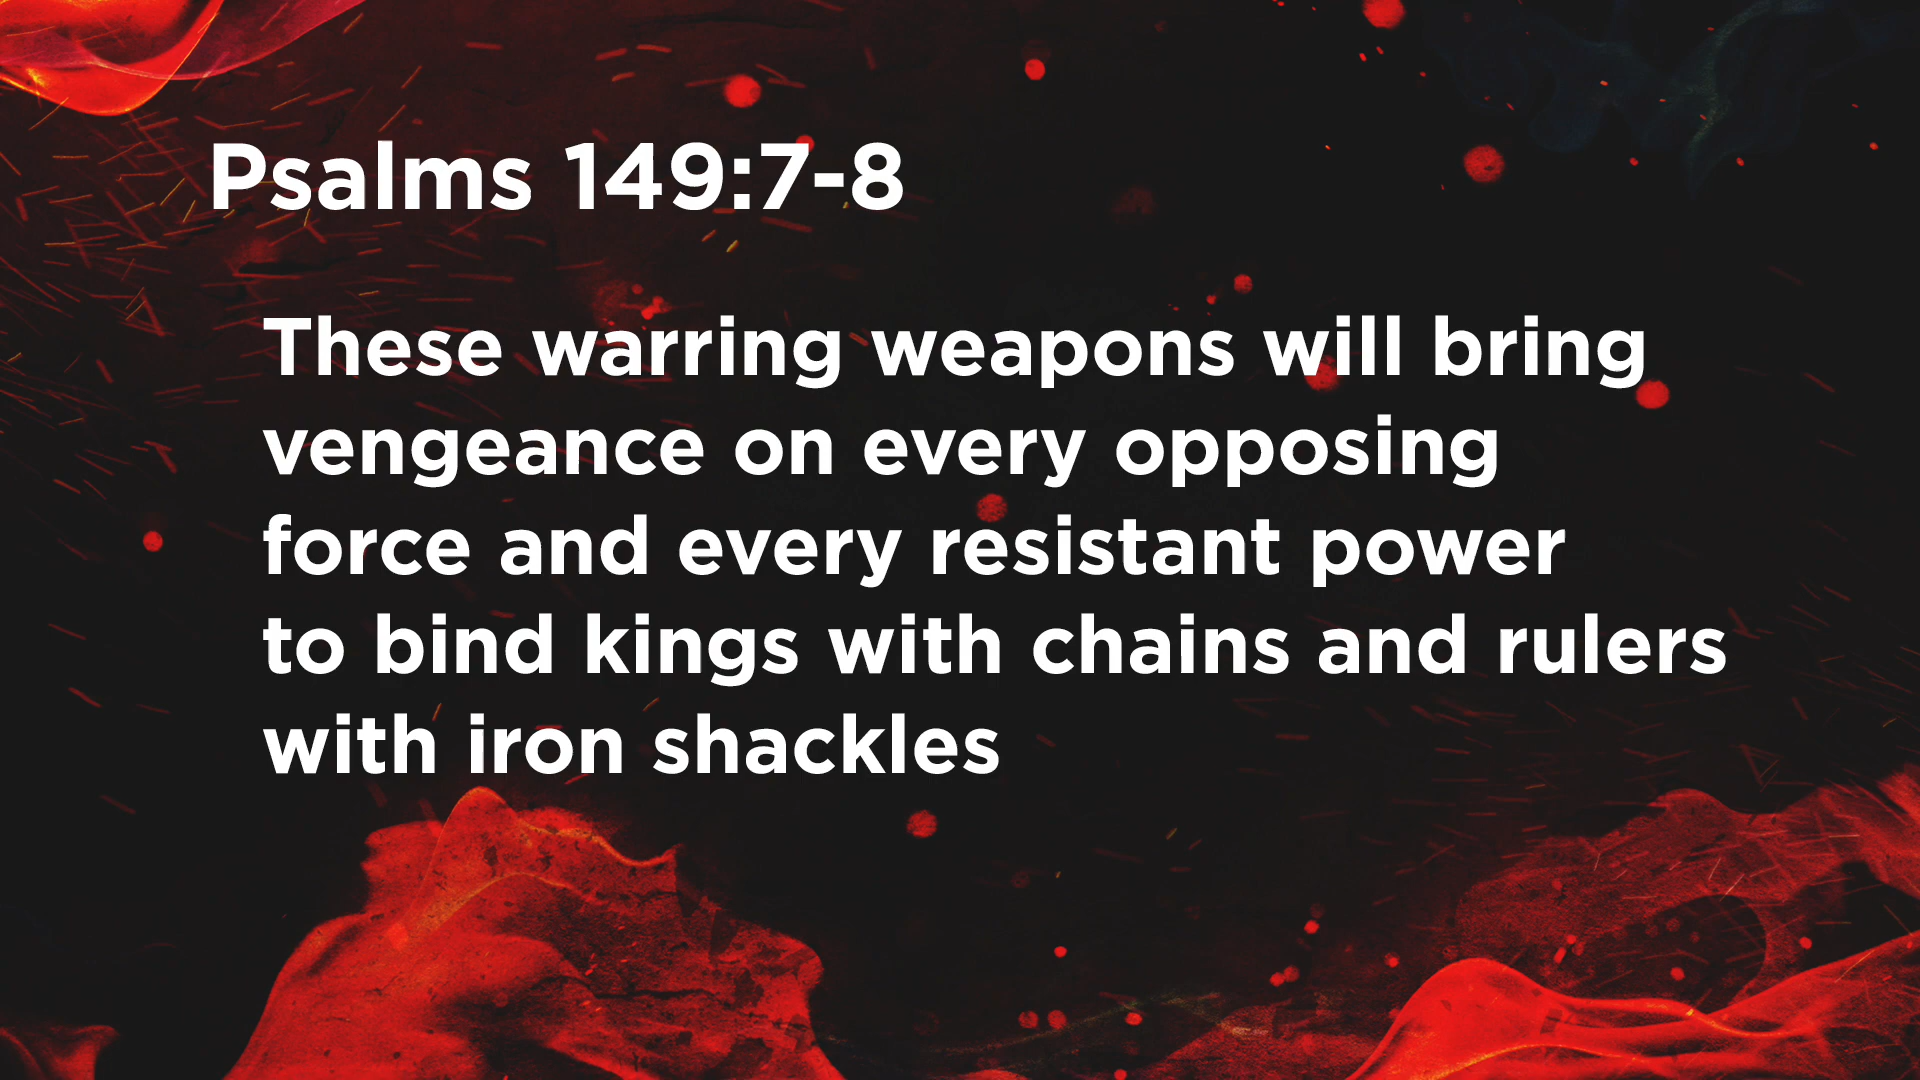 Psalms 149:7-8
These warring weapons will bring
vengeance on every opposing
force and every resistant power
to bind kings with chains and rulers
with iron shackles